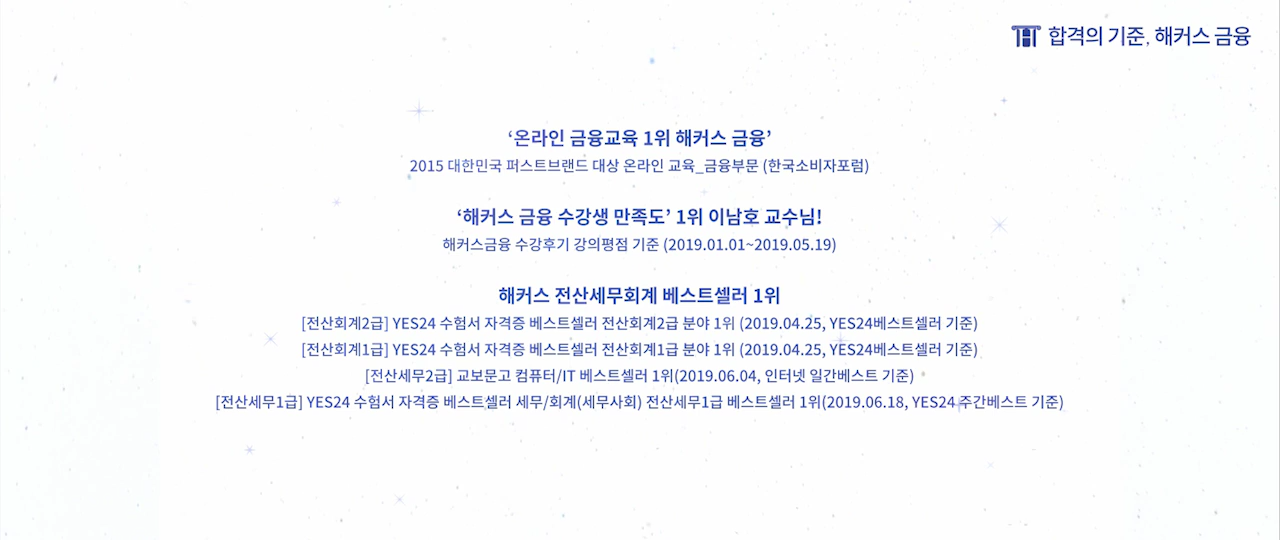 합격의 기준, 해커스 금융
‘온라인 금융교육 1위 해커스 금융’
2015 대한민국 퍼스트브랜드 대상 온라인 교육_금융부문 (한국소비자포럼)
‘해커스 금융 수강생 만족도’ 1위 이남호 교수님!
해커스금융 수강후기 강의평점 기준 (2019.01.01~2019.05.19)
해커스 전산세무회계 베스트셀러 1위
[전산회계2급] YES24 수험서 자격증 베스트셀러 전산회계2급 분야 1위 (2019.04.25, YES24베스트셀러 기준)
[전산회계1급] YES24 수험서 자격증 베스트셀러 전산회계1급 분야 1위 (2019.04.25, YES24베스트셀러 기준)
[전산세무2급] 교보문고 컴퓨터/IT 베스트셀러 1위(2019.06.04, 인터넷 일간베스트 기준)
[전산세무1급] YES24 수험서 자격증 베스트셀러 세무/회계(세무사회) 전산세무1급 베스트셀러 1위(2019.06.18, YES24 주간베스트 기준)